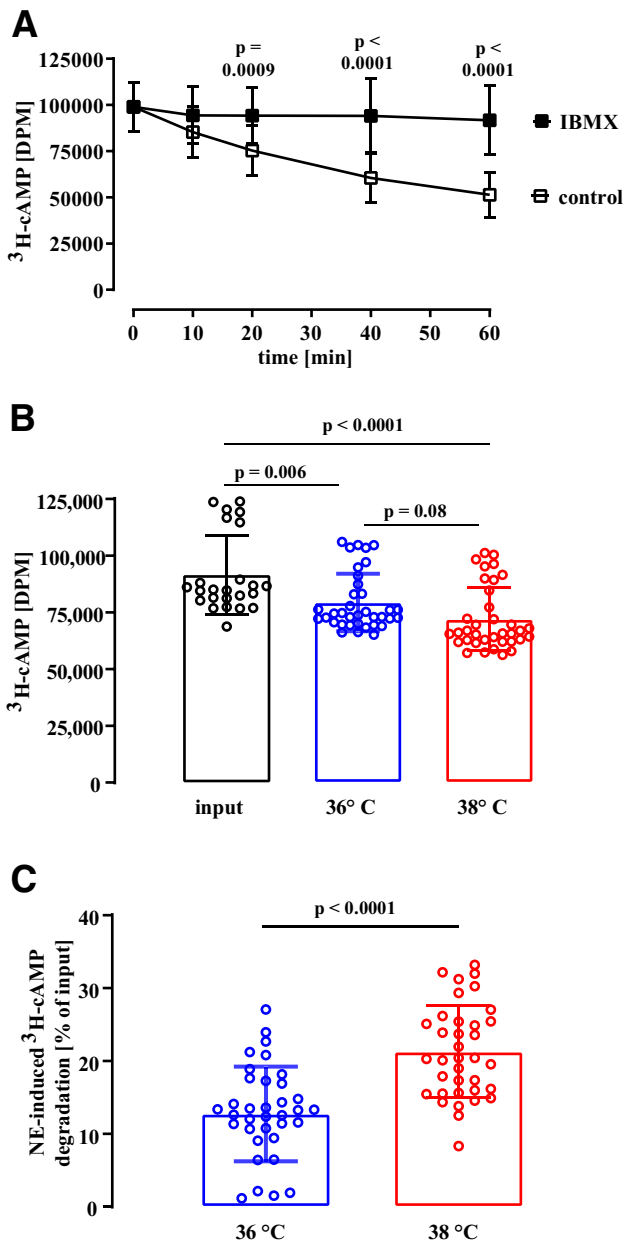 A
p =
0.0009
p <
0.0001
p <
0.0001
125000
100000
75000
50000
25000
0
³H-cAMP [DPM]
IBMX
control
0 10 20 30 40 50 60
time [min]
B
p < 0.0001
p = 0.006
p = 0.08
125,000
100,000
75,000
50,000
25,000
0
³H-cAMP [DPM]
input 36° C 38° C
C
p < 0.0001
40
30
20
10
0
NE-induced ³H-cAMP
degradation [% of input]
36 °C 38 °C